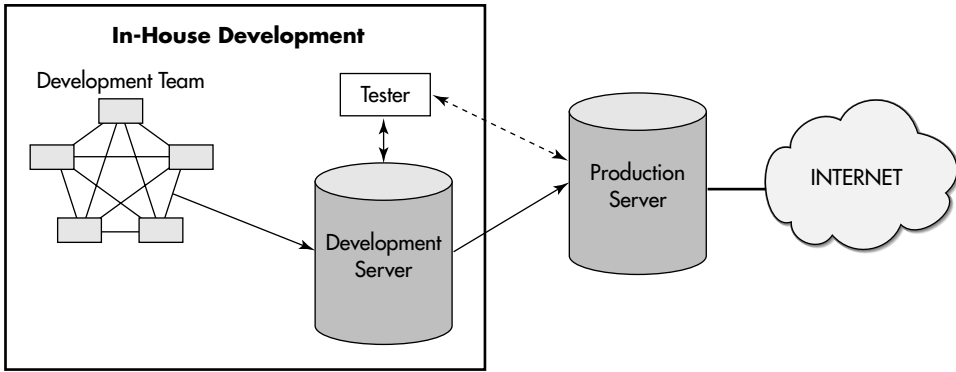 In-House Development
Development Team
Tester
Development
Server
Production
Server
INTERNET